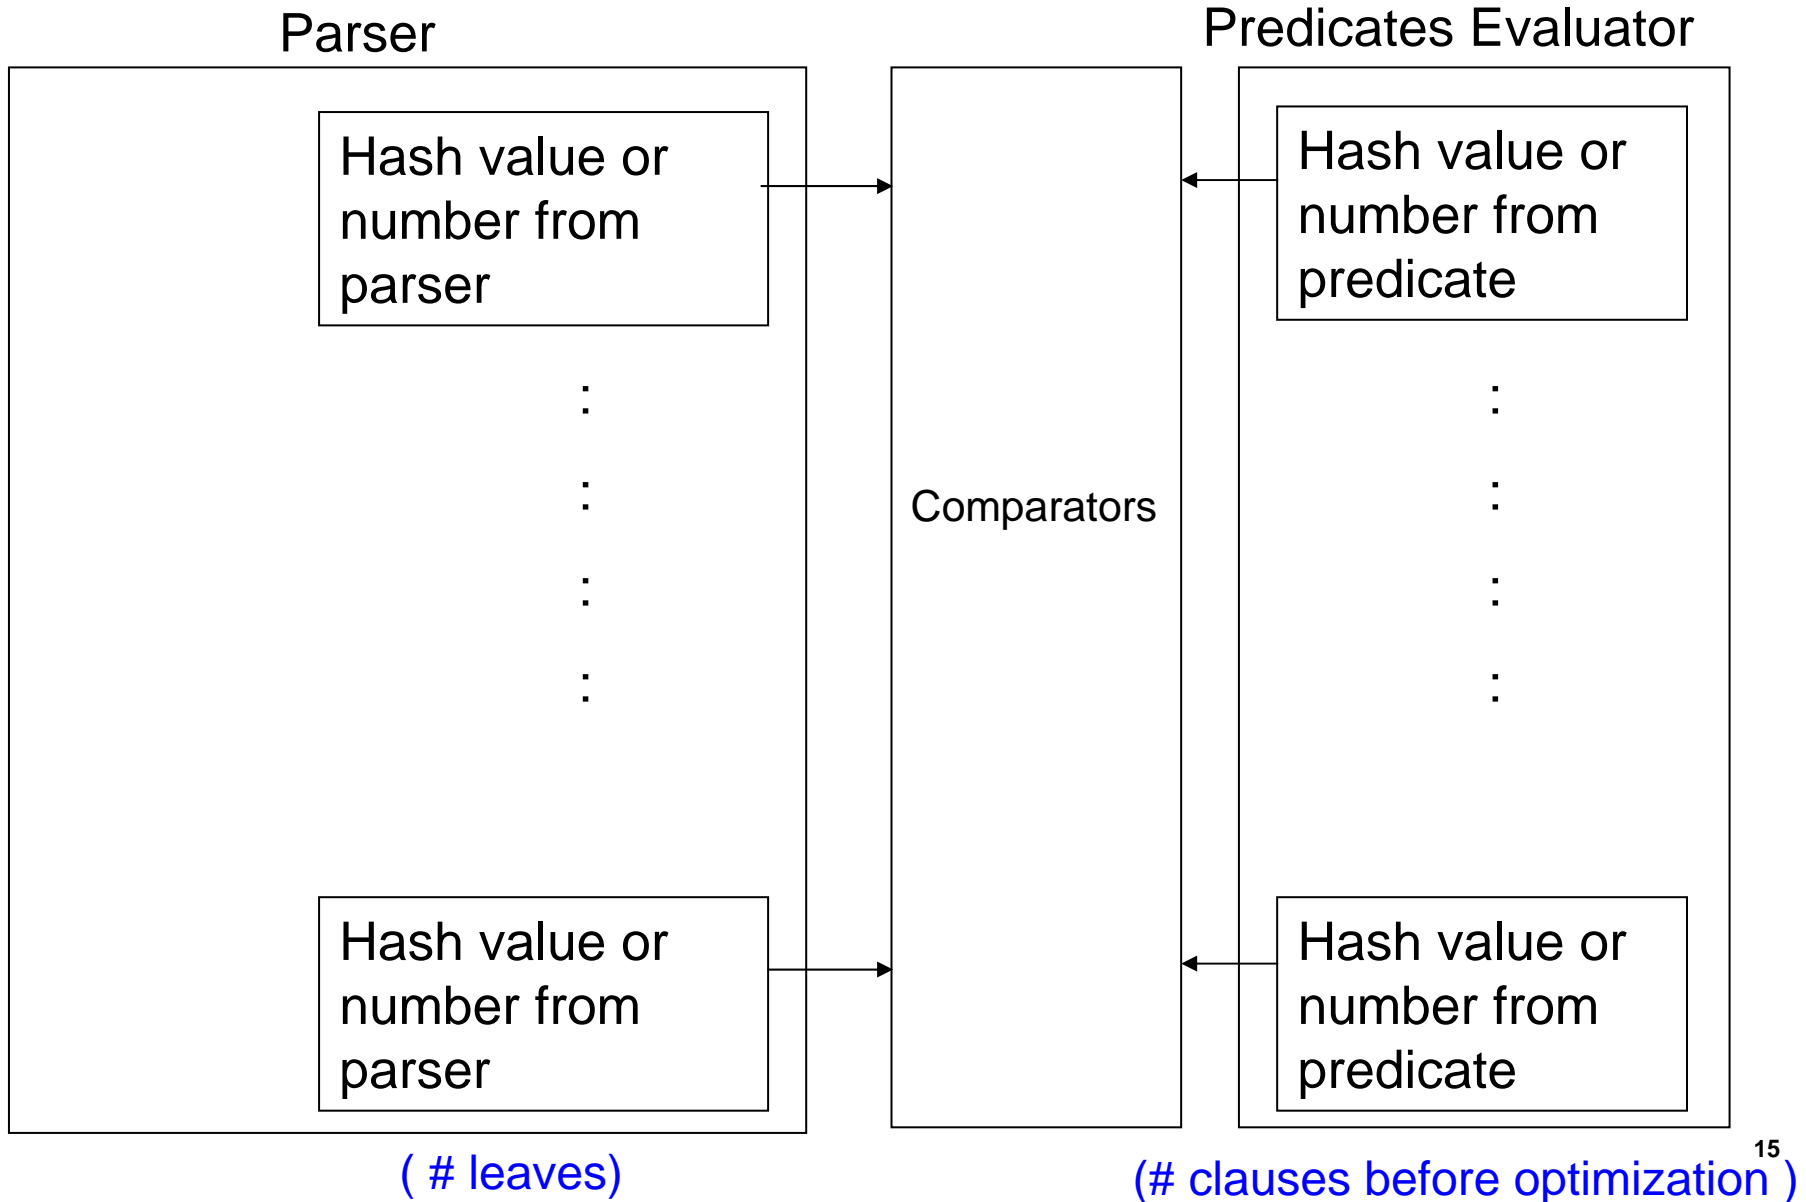 Parser
Predicates Evaluator
Hash value or
number from
parser
Hash value or
number from
predicate
:
:
:
:
:
:
:
:
Comparators
Hash value or
number from
parser
Hash value or
number from
predicate
( # leaves)
(# clauses before optimization )
15